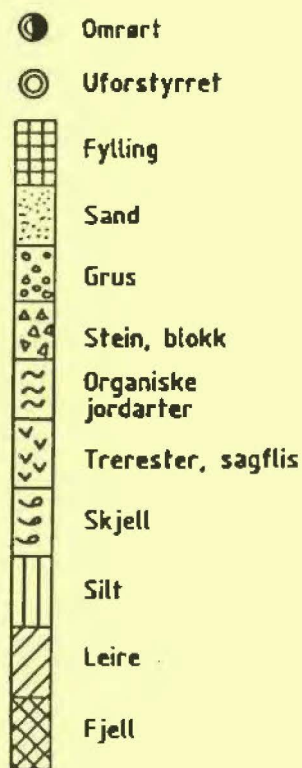 Omrørt
Uforstyrret
Fylling
Sand
Grus
Stein, blokk
Organiske
jordarter
Trerester, sagflis
Skjell
Silt
Leire
Fjell